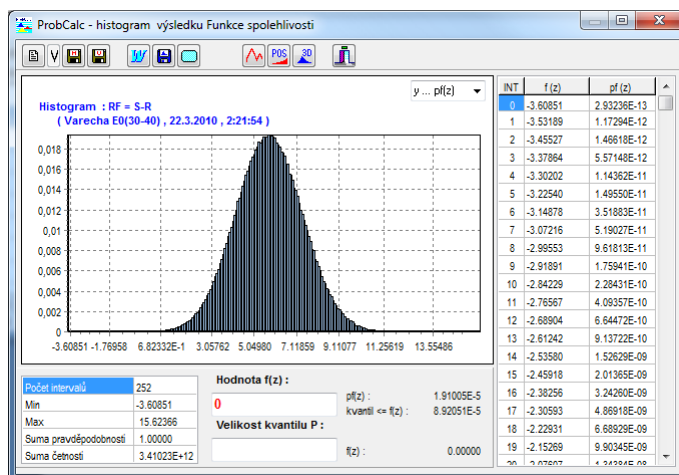 ProbCalc - histogram výsledku Funkce spolehlivosti
V
POS
3D
y ... pf(z)
Histogram : RF = S-R
( Varecha E0(30-40) , 22.3.2010 , 2:21:54 )
0,018
0,016
0,014
0,012
0,01
0,008
0,006
0,004
0,002
0
-3.60851 -1.76958 6.82332E-1 3.05762 5.04980 7.11859 9.11077 11.25619 13.55486
INT f (z) pf (z)
0 -3.60851 2.93236E-13
1 -3.53189 1.17294E-12
2 -3.45527 1.46618E-12
3 -3.37864 5.57148E-12
4 -3.30202 1.14362E-11
5 -3.22540 1.49550E-11
6 -3.14878 3.51883E-11
7 -3.07216 5.19027E-11
8 -2.99553 9.61813E-11
9 -2.91891 1.75941E-10
10 -2.84229 2.28431E-10
11 -2.76567 4.09357E-10
12 -2.68904 6.64472E-10
13 -2.61242 9.13722E-10
14 -2.53580 1.52629E-09
15 -2.45918 2.01365E-09
16 -2.38256 3.24260E-09
17 -2.30593 4.86918E-09
18 -2.22931 6.68929E-09
19 -2.15269 9.90345E-09
Počet intervalů 252
Min -3.60851
Max 15.62366
Suma pravděpodobnosti 1.00000
Suma četnosti 3.41023E+12
Hodnota f(z) :
0
pf(z) : 1.91005E-5
kvantil <= f(z) : 8.92051E-5
Velikost kvantilu P :
f(z) : 0.00000